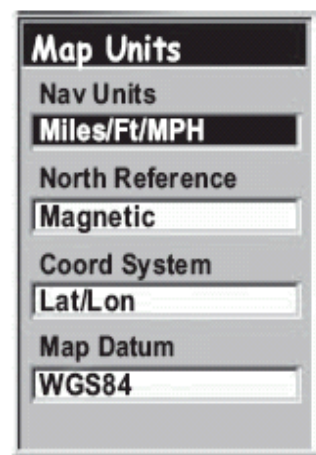 Map Units
Nav Units
Miles/Ft/MPH
North Reference
Magnetic
Coord System
Lat/Lon
Map Datum
WGS84